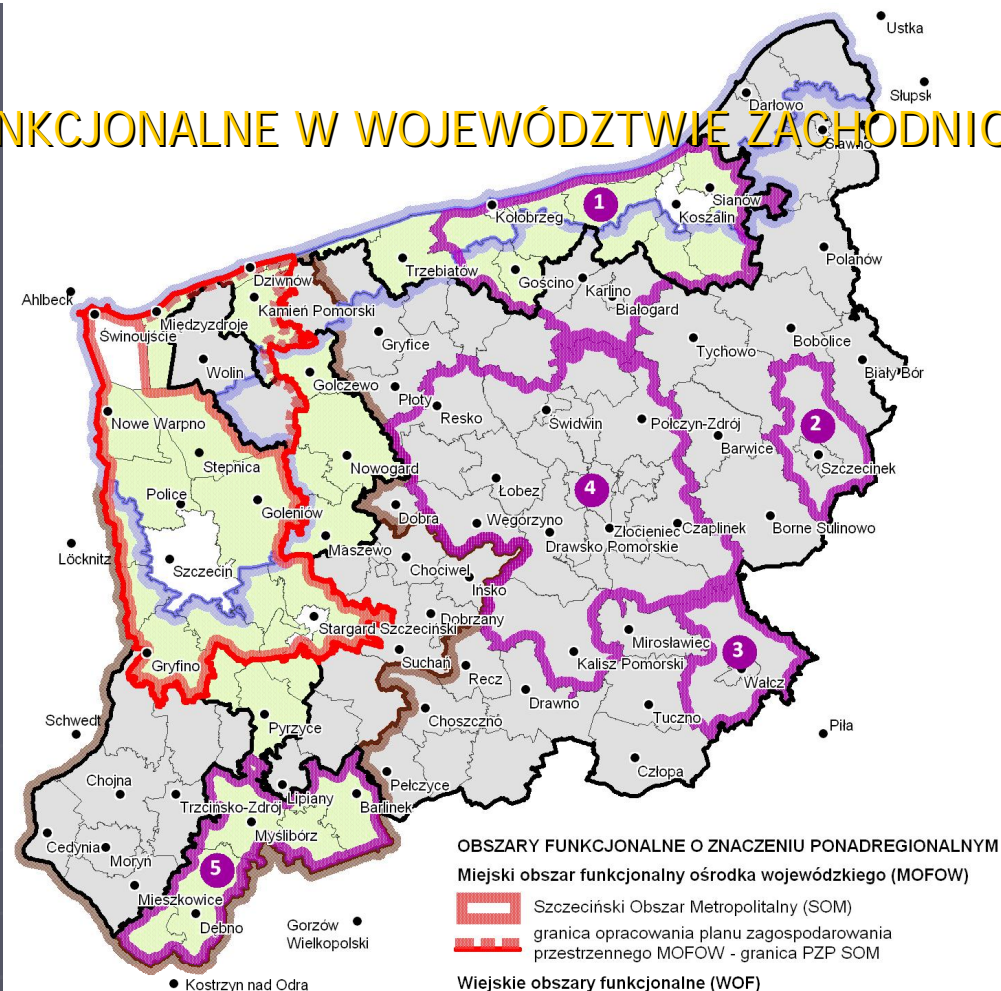 NKCJONALNE W WOJEWÓDZTWIE ZACHODNIO
Ustka
Słupsk
Darłowo
Sławno
Sianów
Koszalin
1
Kołobrzeg
Polanów
Trzebiatów
Gościno
Karlino
Białogard
Dziwnów
Kamień Pomorski
Ahlbeck
Świnoujście
Międzyzdroje
Wolin
Gryfice
Tychowo
Bobolice
Biały Bór
Golczewo
Płoty
Resko
Świdwin
Połczyn-Zdrój
Barwice
2
Szczecinek
Nowe Warpno
Stepnica
Nowogard
Police
Goleniów
Łobez
4
Dobra
Węgorzyno
Złocieniec
Czaplinek
Borne Sulinowo
Drawsko Pomorskie
Maszewo
Löcknitz
Szczecin
Chociwel
Ińsko
Dobrzany
Stargard Szczeciński
Mirosławiec
3
Suchań
Kalisz Pomorski
Wałcz
Gryfino
Recz
Drawno
Tuczno
Choszczno
Pyrzyce
Schwedt
Piła
Człopa
Pełczyce
Chojna
Lipiany
Barlinek
Trzcińsko-Zdrój
Myślibórz
Cedynia
Moryn
5
Mieszkowice
Dębno
Gorzów
Wielkopolski
Kostrzyn nad Odra
OBSZARY FUNKCJONALNE O ZNACZENIU PONADREGIONALNYM
Miejski obszar funkcjonalny ośrodka wojewódzkiego (MOFOW)
Szczeciński Obszar Metropolitalny (SOM)
granica opracowania planu zagospodarowania
przestrzennego MOFOW - granica PZP SOM
Wiejskie obszary funkcjonalne (WOF)